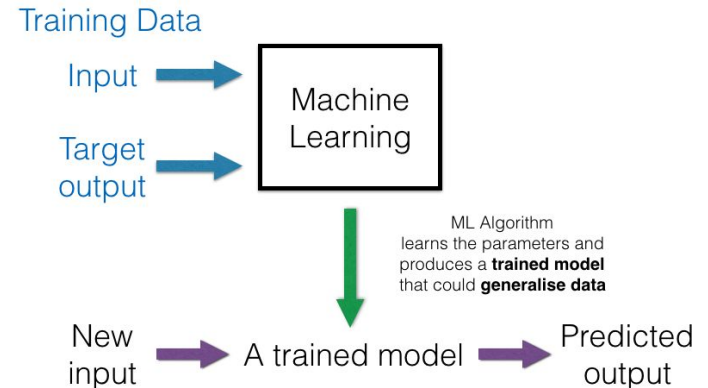 Training Data
Input
Target
output
Machine
Learning
ML Algorithm
learns the parameters and
produces a trained model
that could generalise data
New
input
A trained model
Predicted
output